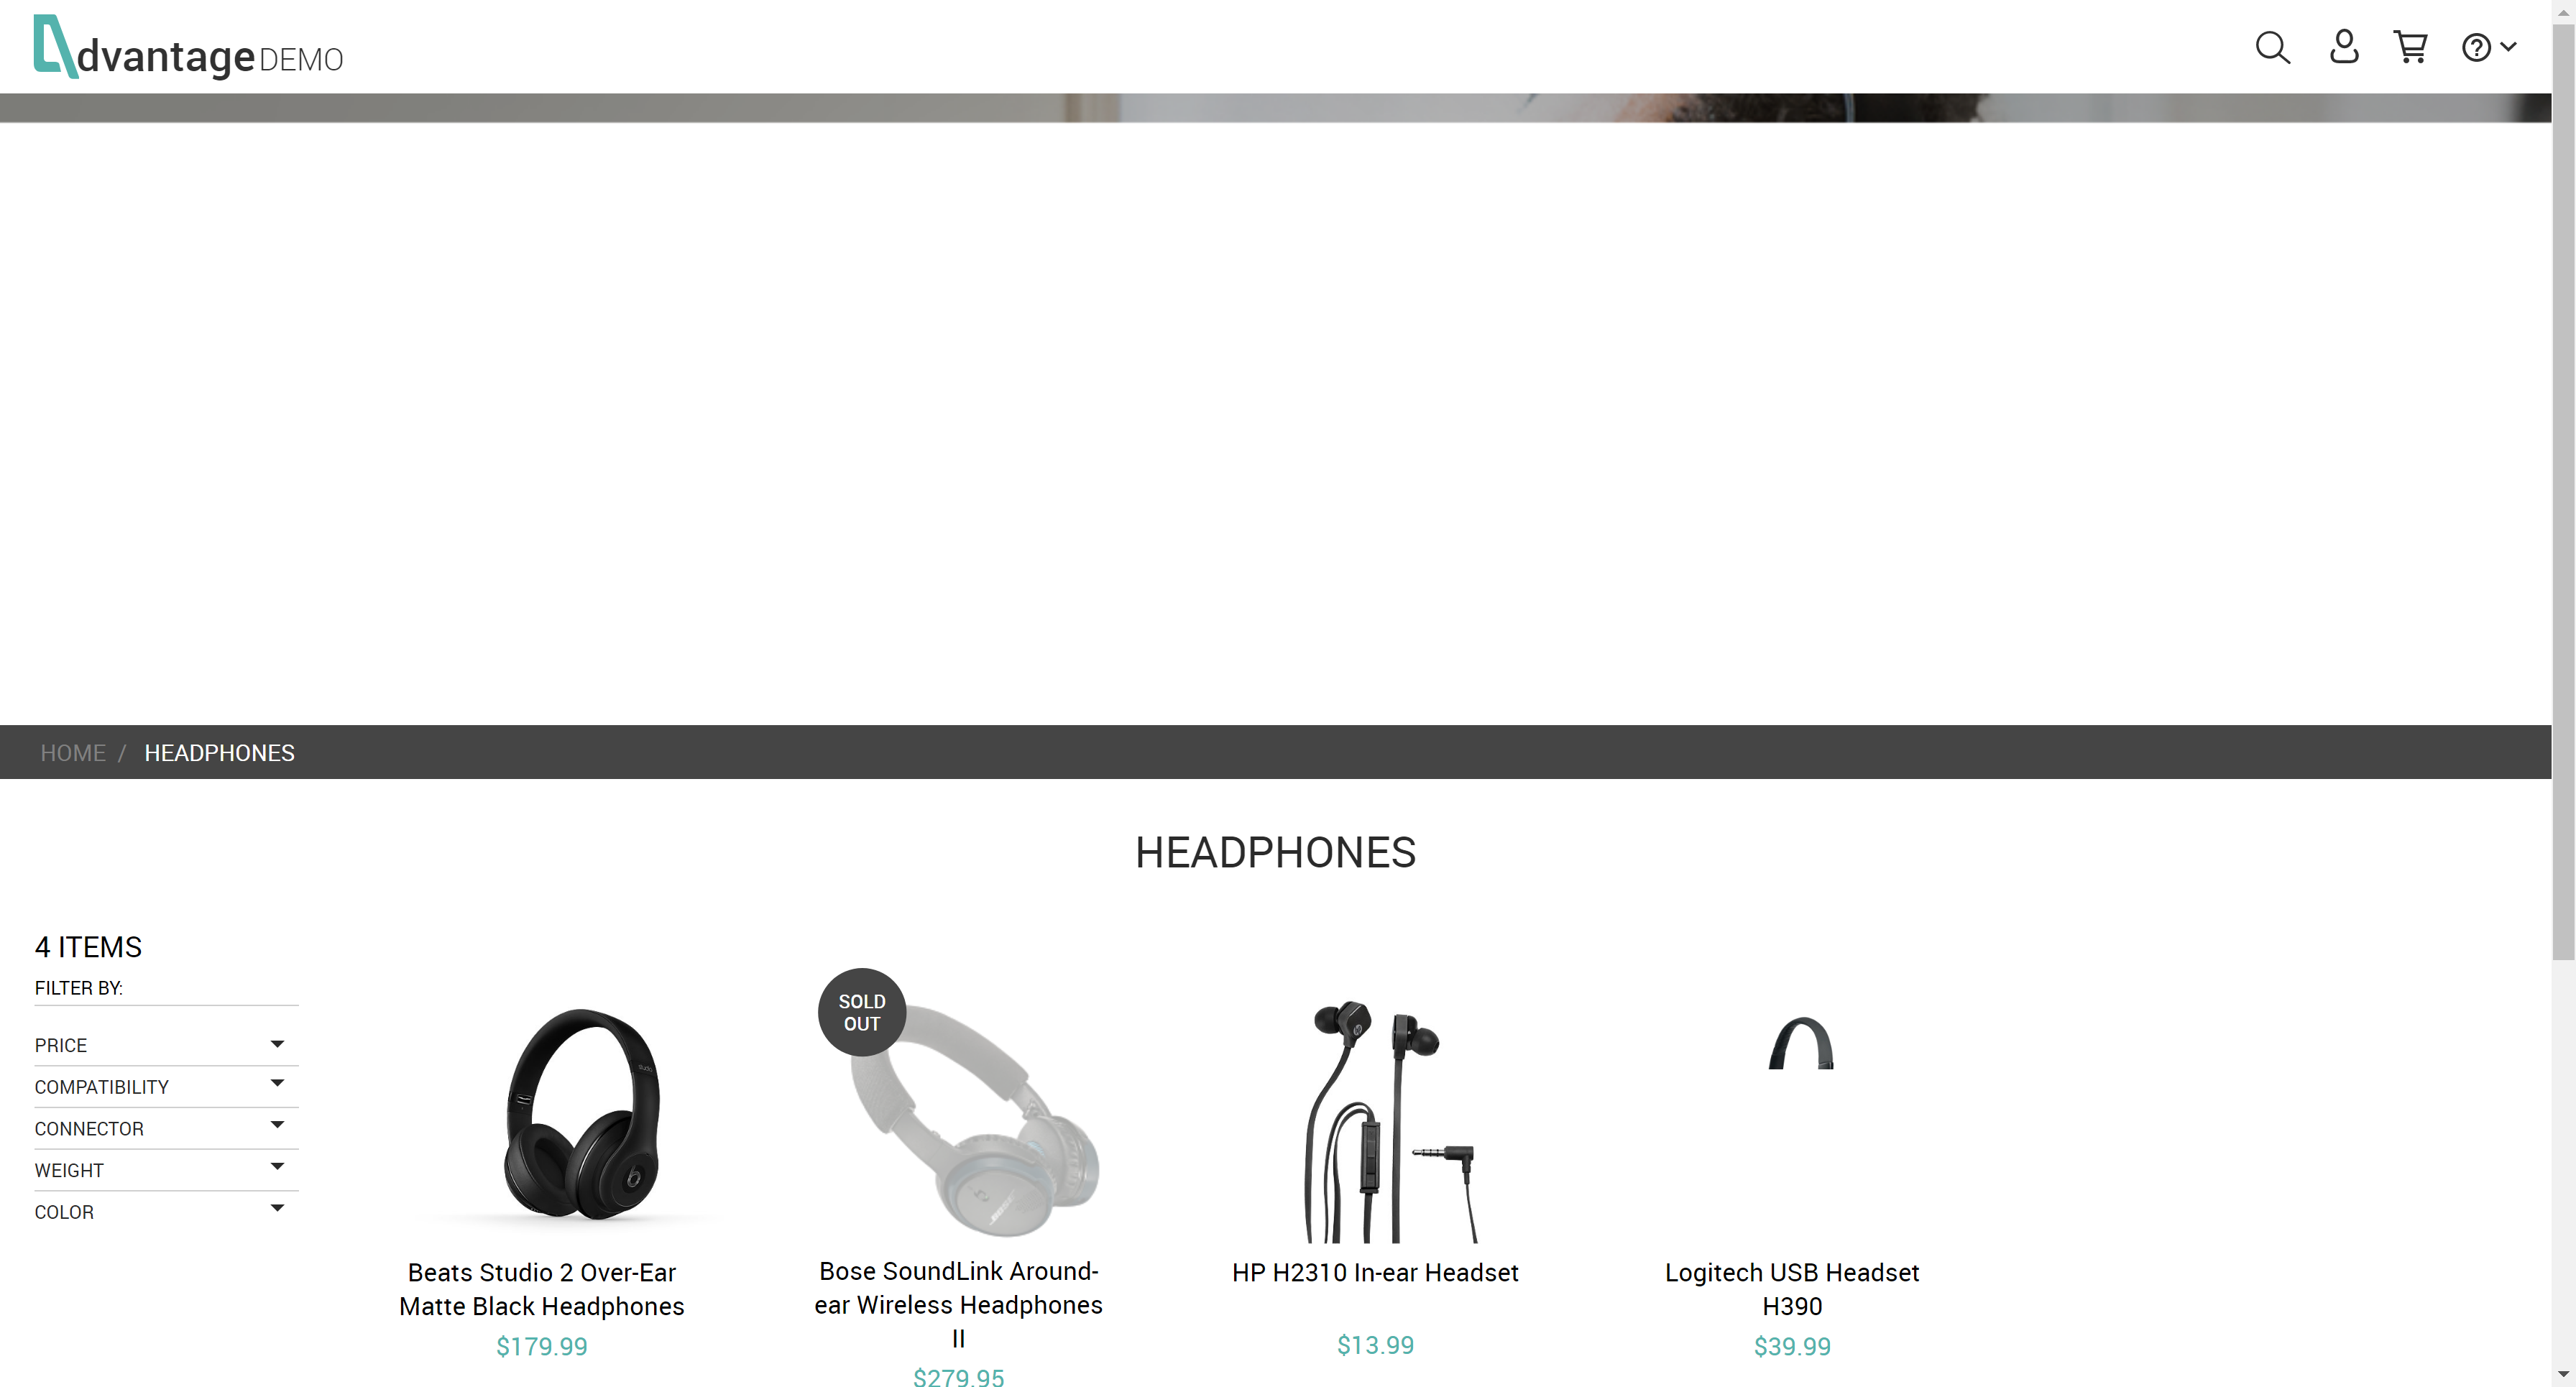 dvantage DEMO
HOME / HEADPHONES
HEADPHONES
4 ITEMS
FILTER BY:
PRICE
COMPATIBILITY
CONNECTOR
WEIGHT
COLOR
SOLD
OUT
Beats Studio 2 Over-Ear
Matte Black Headphones
$179.99
Bose SoundLink Around-
ear Wireless Headphones
II
$279.95
HP H2310 In-ear Headset
$13.99
Logitech USB Headset
H390
$39.99